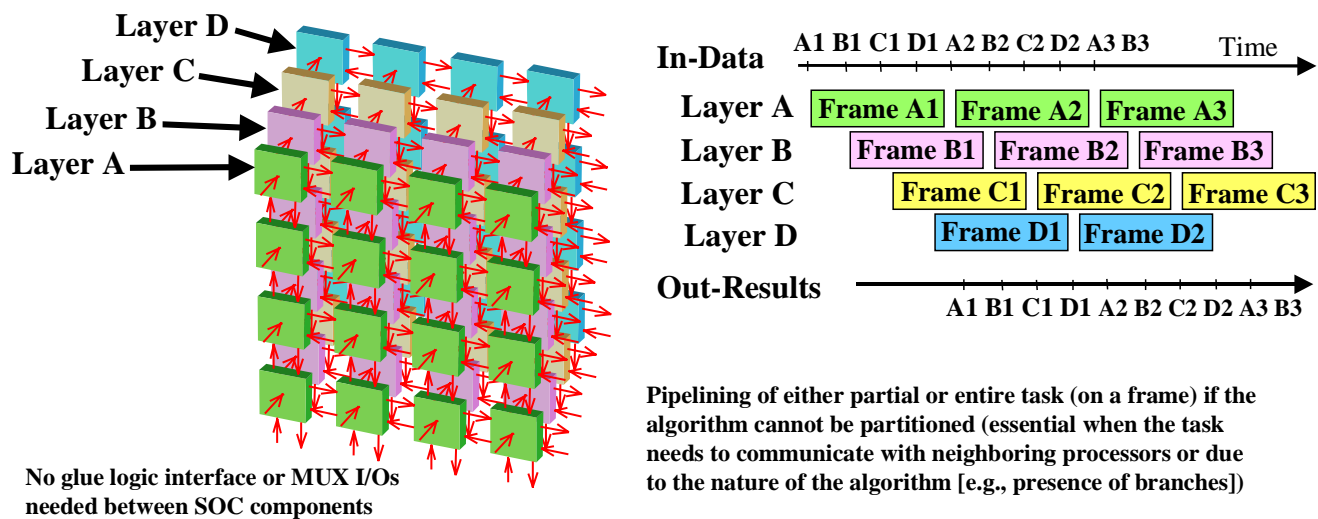 Layer D
Layer C
Layer B
Layer A
No glue logic interface or MUX I/Os
needed between SOC components
A1 B1 C1 D1 A2 B2 C2 D2 A3 B3
In-Data
Time
Layer A Frame A1 Frame A2 Frame A3
Layer B Frame B1 Frame B2 Frame B3
Layer C Frame C1 Frame C2 Frame C3
Layer D Frame D1 Frame D2
Out-Results
A1 B1 C1 D1 A2 B2 C2 D2 A3 B3
Pipelining of either partial or entire task (on a frame) if the
algorithm cannot be partitioned (essential when the task
needs to communicate with neighboring processors or due
to the nature of the algorithm [e.g., presence of branches])